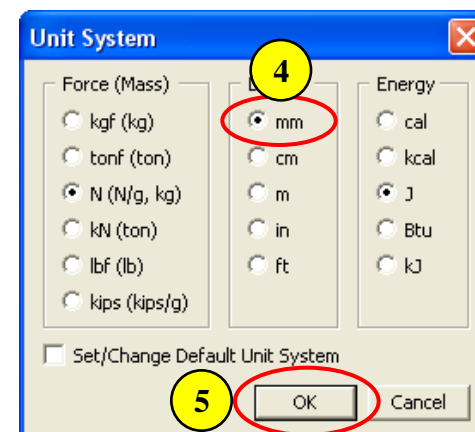 Unit System
4
Force (Mass)
Energy
kgf (kg)
mm
cal
tonf (ton)
cm
kcal
N (N/g, kg)
m
J
kN (ton)
in
Btu
lbf (lb)
ft
kJ
kips (kips/g)
Set/Change Default Unit System
5
OK
Cancel